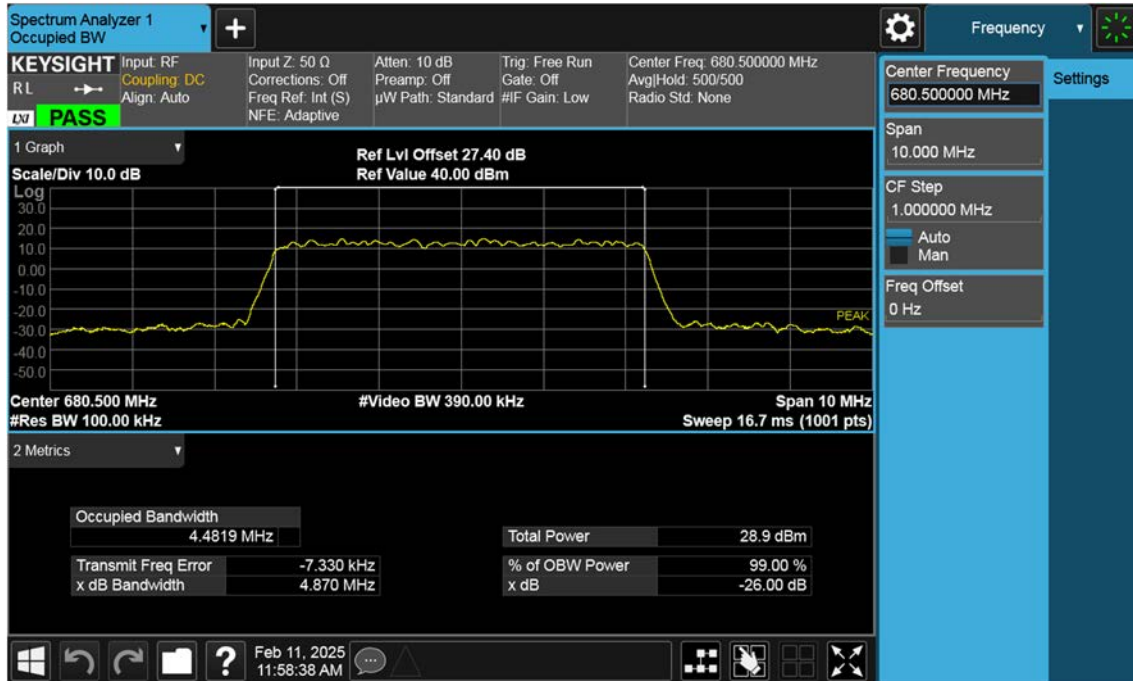 Spectrum Analyzer 1
Occupied BW
Frequency
KEYSIGHT
RL
LXI PASS
Input: RF
Coupling: DC
Align: Auto
Input Z: 50 Ω
Corrections: Off
Freq Ref: Int (S)
NFE: Adaptive
Atten: 10 dB
Preamp: Off
µW Path: Standard
Trig: Free Run
Gate: Off
#IF Gain: Low
Center Freq: 680.500000 MHz
Avg|Hold: 500/500
Radio Std: None
Center Frequency
680.500000 MHz
Settings
Span
10.000 MHz
CF Step
1.000000 MHz
Auto
Man
Freq Offset
0 Hz
1 Graph
Scale/Div 10.0 dB
Ref Lvl Offset 27.40 dB
Ref Value 40.00 dBm
Log
30.0
20.0
10.0
0.00
-10.0
-20.0
-30.0
-40.0
-50.0
PEAK
Center 680.500 MHz
#Video BW 390.00 kHz
Span 10 MHz
#Res BW 100.00 kHz
Sweep 16.7 ms (1001 pts)
2 Metrics
Occupied Bandwidth
4.4819 MHz
Total Power 28.9 dBm
Transmit Freq Error -7.330 kHz
% of OBW Power 99.00 %
x dB Bandwidth 4.870 MHz
x dB -26.00 dB
?
Feb 11, 2025
11:58:38 AM